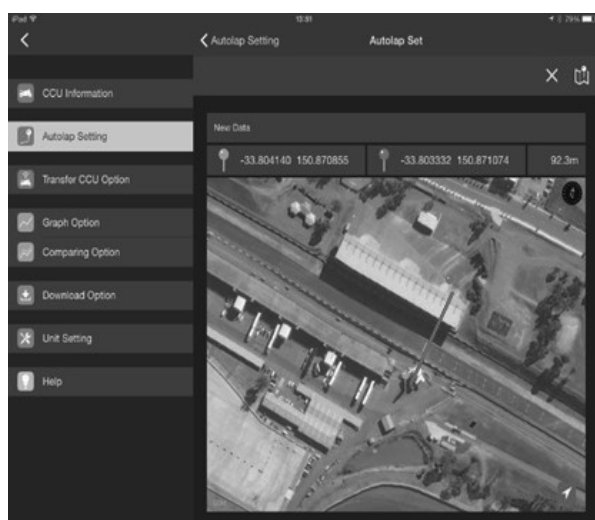 iPad
13:31
79%
Autolap Setting
Autolap Set
CCU Information
Autolap Setting
Transfer CCU Option
Graph Option
Comparing Option
Download Option
Unit Setting
Help
New Data
-33.804140 150.870855
-33.803332 150.871074
92.3m